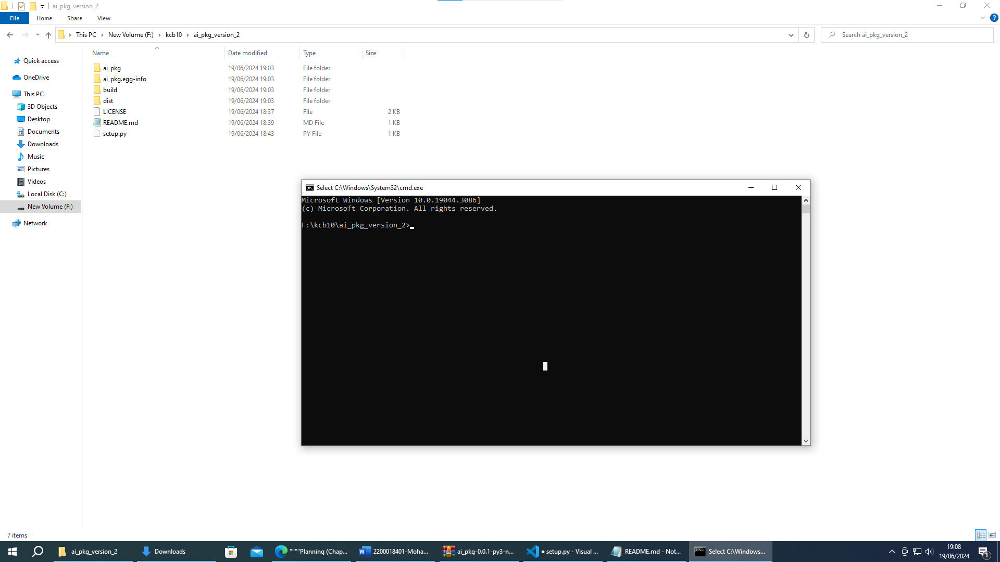 ai_pkg_version_2
File Home Share View
This PC New Volume (F:) kcb10 ai_pkg_version_2
Search ai_pkg_version_2
Name Date modified Type Size
ai_pkg 19/06/2024 19:03 File folder
ai_pkg.egg-info 19/06/2024 19:03 File folder
build 19/06/2024 19:03 File folder
dist 19/06/2024 19:03 File folder
LICENSE 19/06/2024 18:37 File 2 KB
README.md 19/06/2024 18:39 MD File 1 KB
setup.py 19/06/2024 18:43 PY File 1 KB
Quick access
OneDrive
This PC
3D Objects
Desktop
Documents
Downloads
Music
Pictures
Videos
Local Disk (C:)
New Volume (F:)
Network
Select C:\Windows\System32\cmd.exe
Microsoft Windows [Version 10.0.19044.3086]
(c) Microsoft Corporation. All rights reserved.
F:\kcb10\ai_pkg_version_2>
7 items
ai_pkg_version_2
Downloads
""""Planning (Chap...
2200018401-Moha...
ai_pkg-0.0.1-py3-n...
● setup.py - Visual ...
README.md - Not...
Select C:\Windows...
19:08
19/06/2024
1